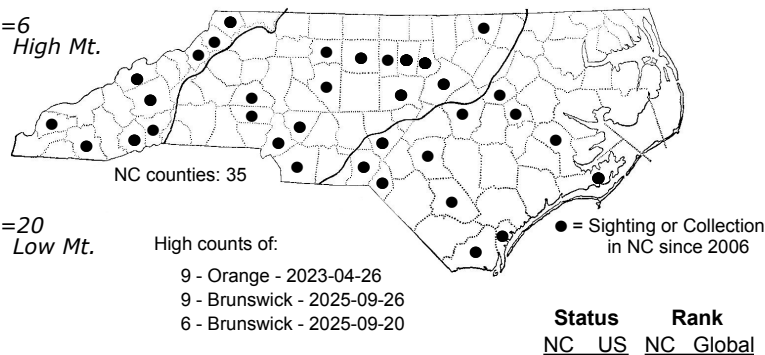 =6
High Mt.
NC counties: 35
=20
Low Mt.
High counts of:
9 - Orange - 2023-04-26
9 - Brunswick - 2025-09-26
6 - Brunswick - 2025-09-20
● = Sighting or Collection
in NC since 2006
Status Rank
NC US NC Global